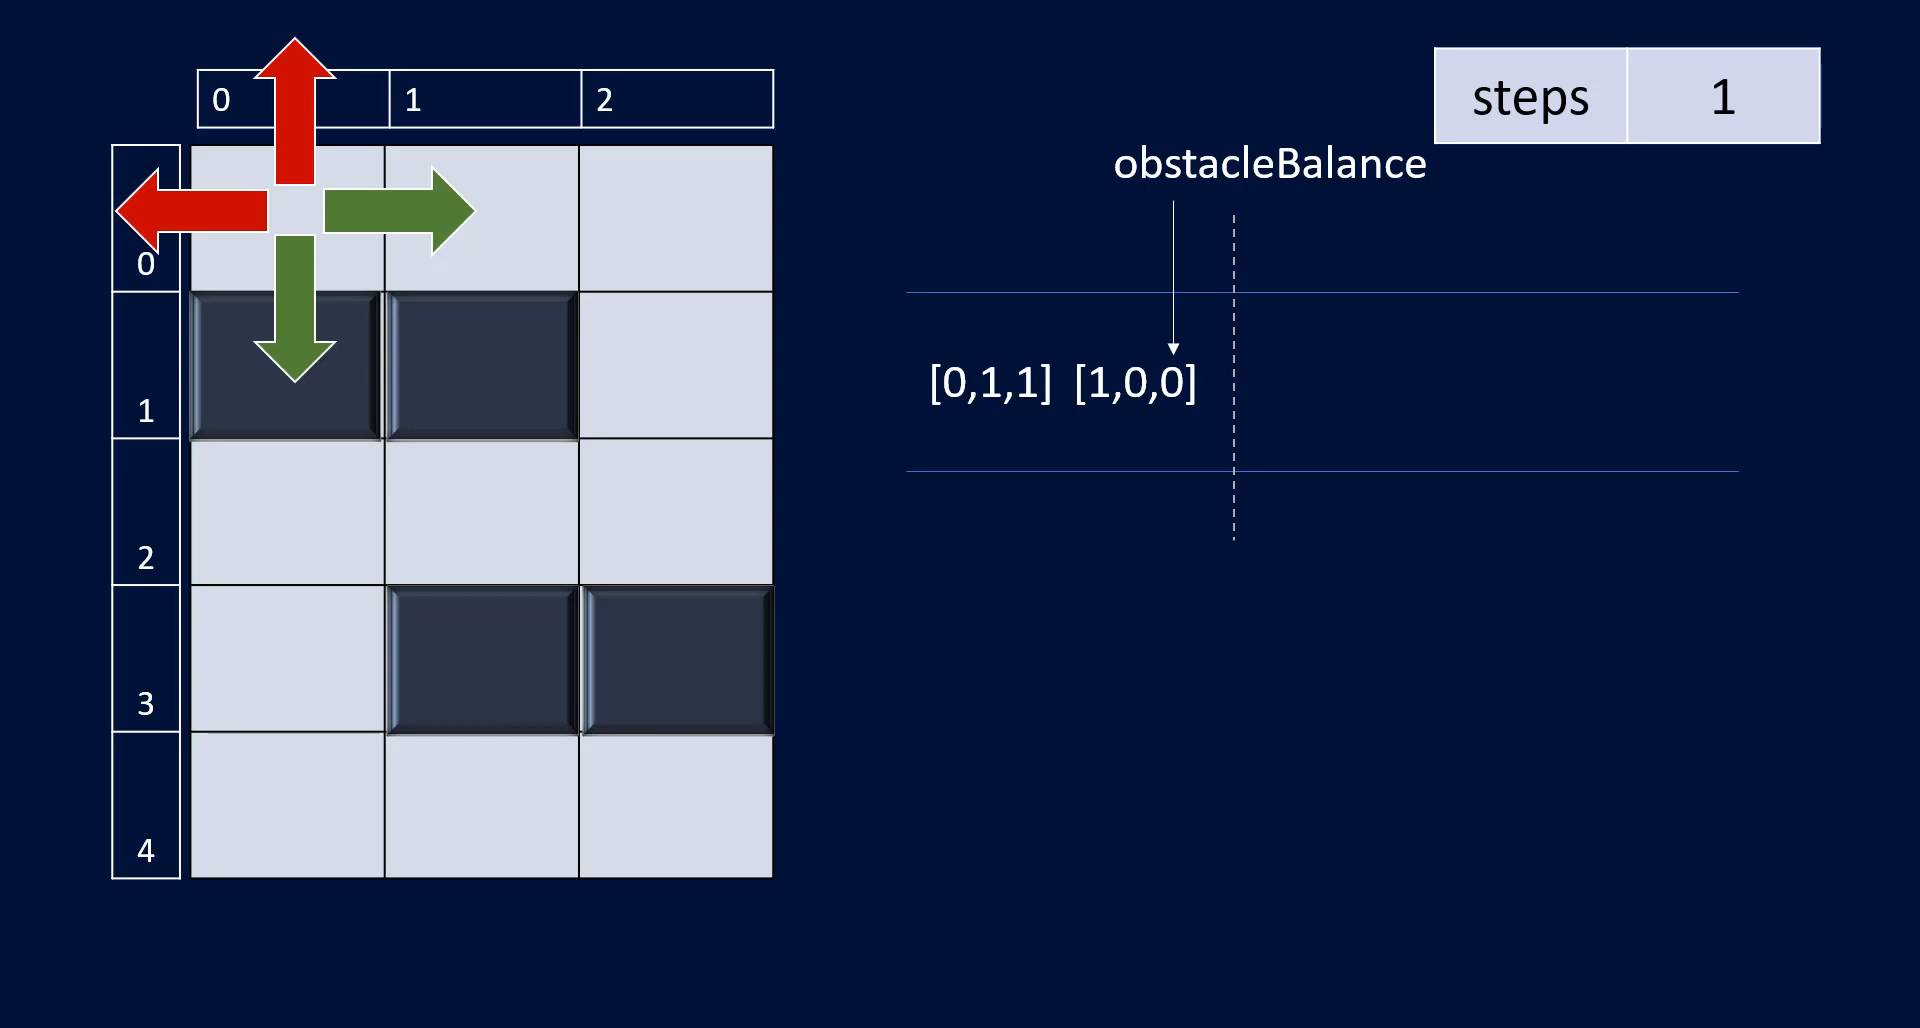 steps 1
0 1 2
obstacleBalance
0
1
[0,1,1] [1,0,0]
2
3
4